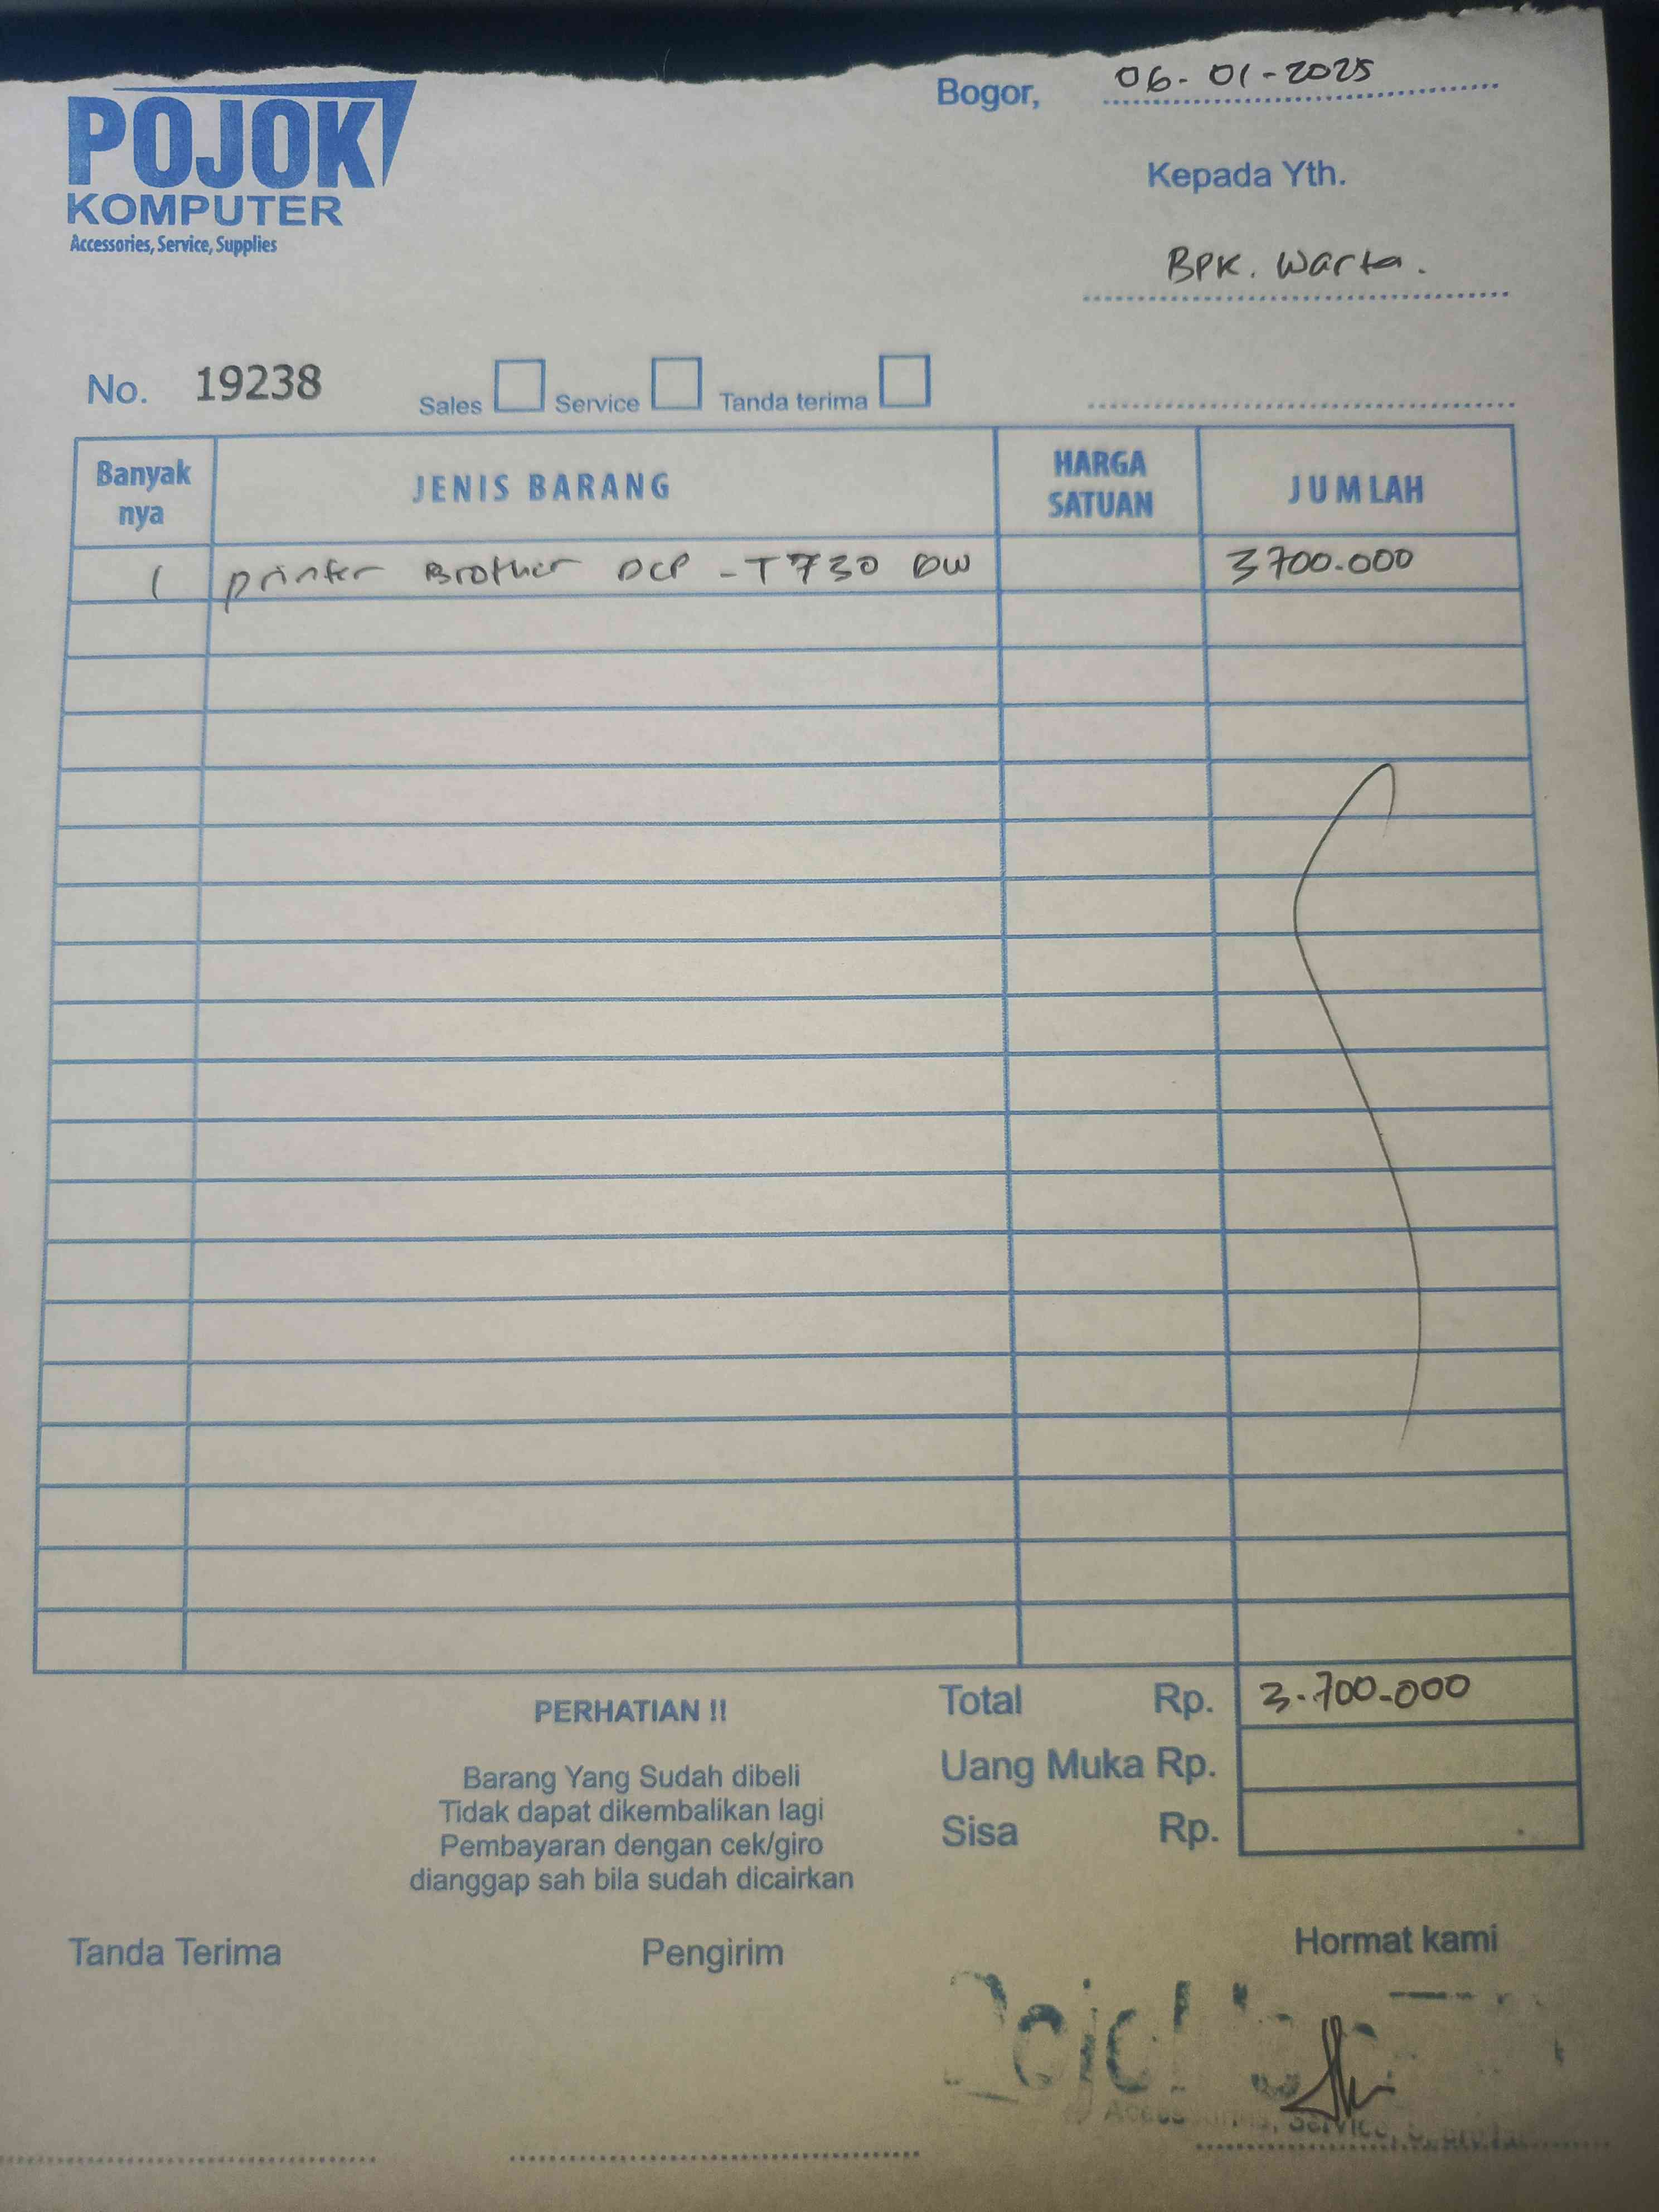 POJOK
KOMPUTER
Accessories, Service, Supplies
Bogor, 06-01-2025
Kepada Yth.
BPK. Warta.
No. 19238 Sales Service Tanda terima
Banyak nya JENIS BARANG HARGA SATUAN JUMLAH
1 printer Brother DCP -T730 DW 3700.000
Total Rp. 3.700.000
Uang Muka Rp.
Sisa Rp.
PERHATIAN !!
Barang Yang Sudah dibeli
Tidak dapat dikembalikan lagi
Pembayaran dengan cek/giro
dianggap sah bila sudah dicairkan
Tanda Terima Pengirim Hormat kami